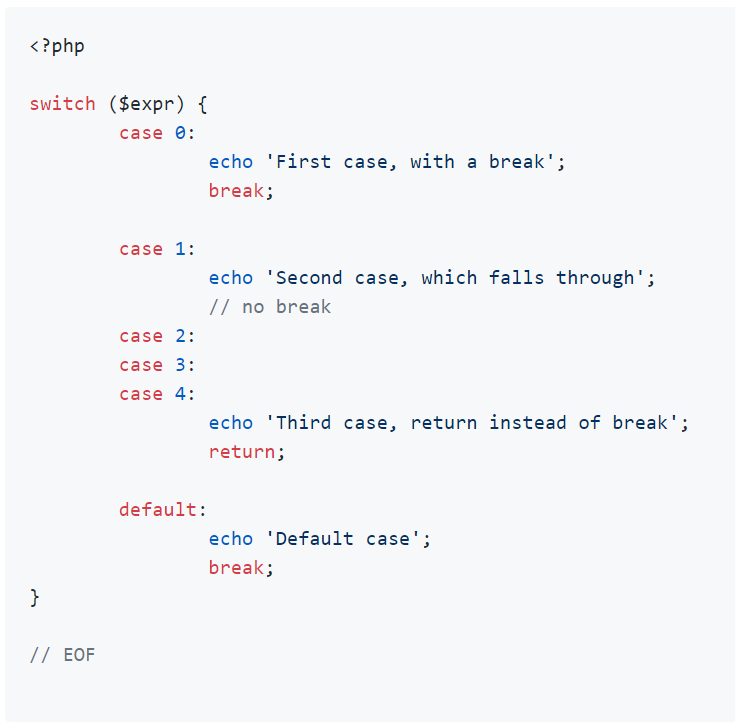 <?php
switch ($expr) {
case 0:
echo 'First case, with a break';
break;
case 1:
echo 'Second case, which falls through';
// no break
case 2:
case 3:
case 4:
echo 'Third case, return instead of break';
return;
default:
echo 'Default case';
break;
}
// EOF